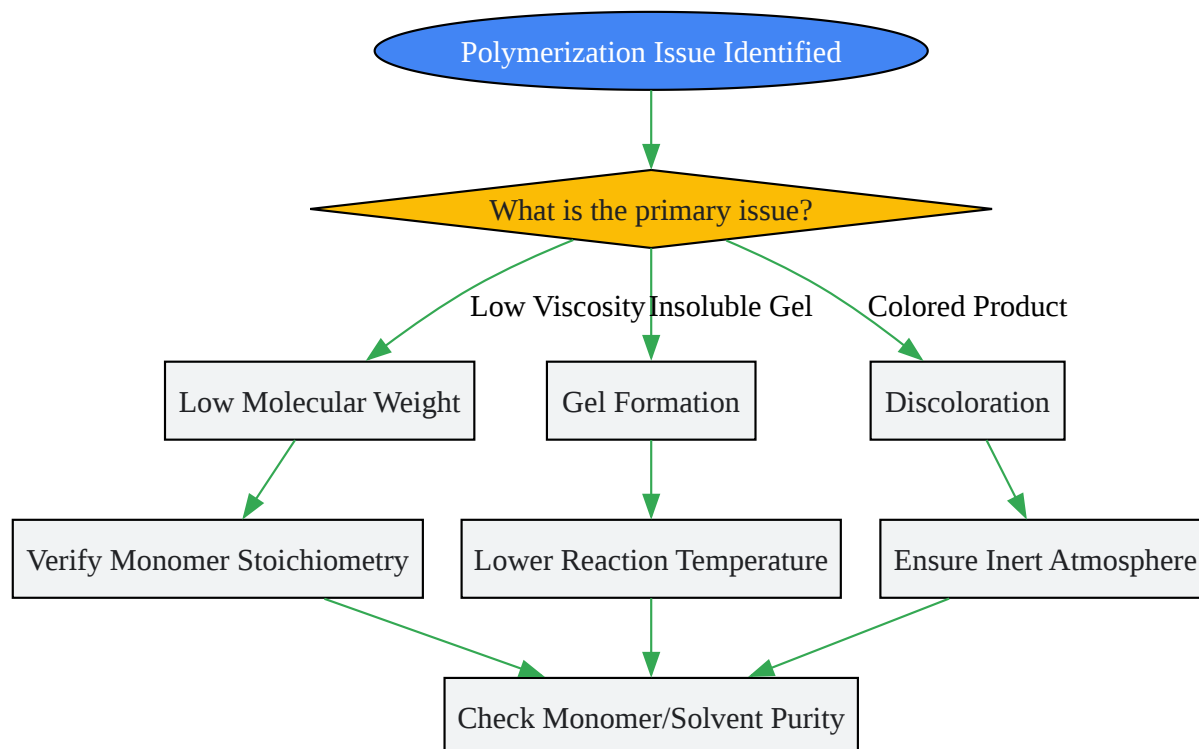 Polymerization Issue Identified
What is the primary issue?
Low Viscosity
Insoluble Gel
Colored Product
Low Molecular Weight
Gel Formation
Discoloration
Verify Monomer Stoichiometry
Lower Reaction Temperature
Ensure Inert Atmosphere
Check Monomer/Solvent Purity